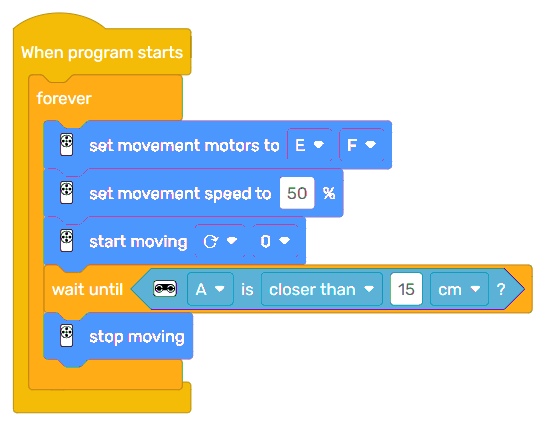 When program starts
forever
set movement motors to E F
set movement speed to 50 %
start moving 0
wait until A is closer than 15 cm ?
stop moving